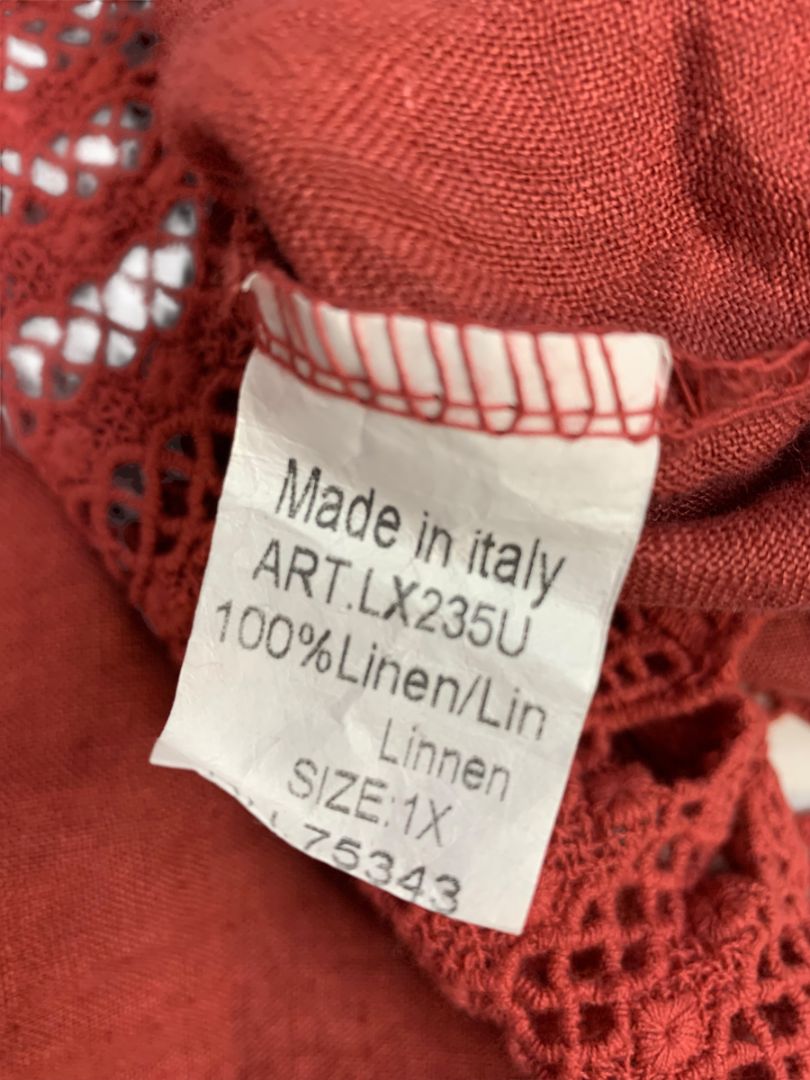 Made in italy
ART.LX235U
100%Linen/Lin
Linnen
SIZE:1X
75343